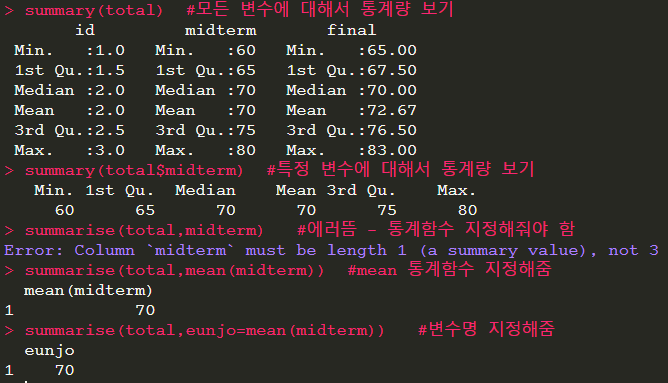 > summary(total)  #모든 변수에 대해서 통계량 보기
       id         midterm       final
 Min.   :1.0   Min.   :60   Min.   :65.00
 1st Qu.:1.5   1st Qu.:65   1st Qu.:67.50
 Median :2.0   Median :70   Median :70.00
 Mean   :2.0   Mean   :70   Mean   :72.67
 3rd Qu.:2.5   3rd Qu.:75   3rd Qu.:76.50
 Max.   :3.0   Max.   :80   Max.   :83.00
> summary(total$midterm)  #특정 변수에 대해서 통계량 보기
   Min. 1st Qu.  Median    Mean 3rd Qu.    Max.
     60      65      70      70      75      80
> summarise(total,midterm)   #에러뜸 - 통계함수 지정해줘야 함
Error: Column `midterm` must be length 1 (a summary value), not 3
> summarise(total,mean(midterm))  #mean 통계함수 지정해줌
  mean(midterm)
1            70
> summarise(total,eunjo=mean(midterm))   #변수명 지정해줌
  eunjo
1    70